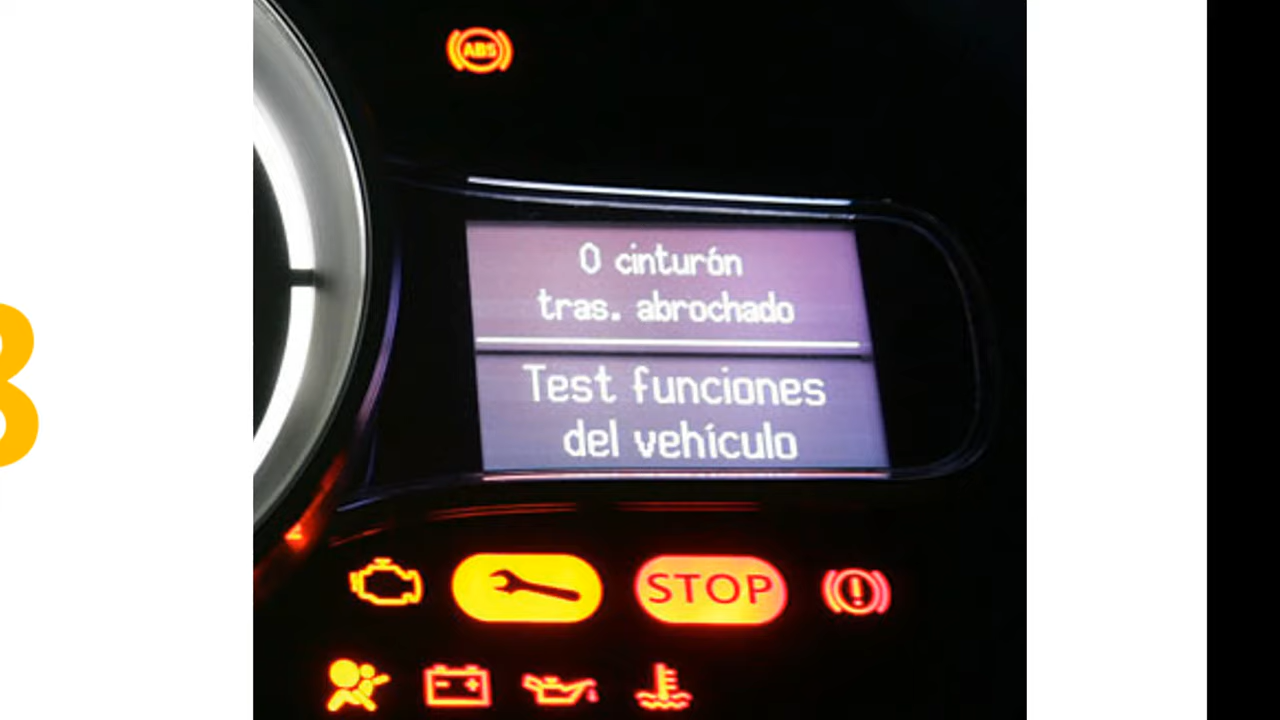 ABS
0 cinturón
tras. abrochado
Test funciones
del vehículo
STOP